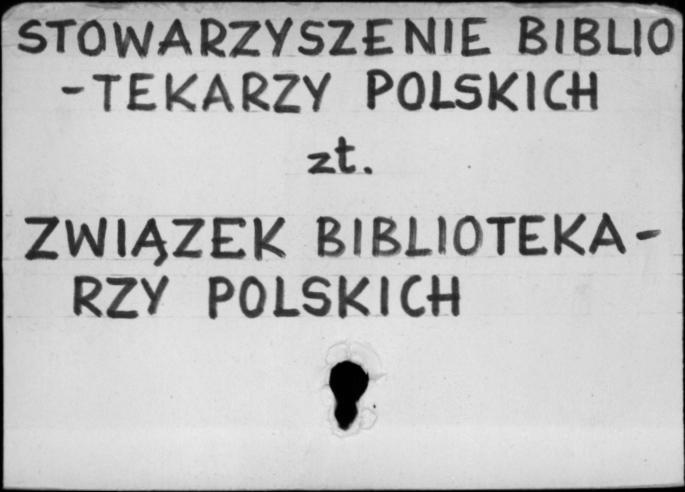 STOWARZYSZENIE BIBLIO
-TEKARZY POLSKICH
zt.
ZWIĄZEK BIBLIOTEKA-
RZY POLSKICH